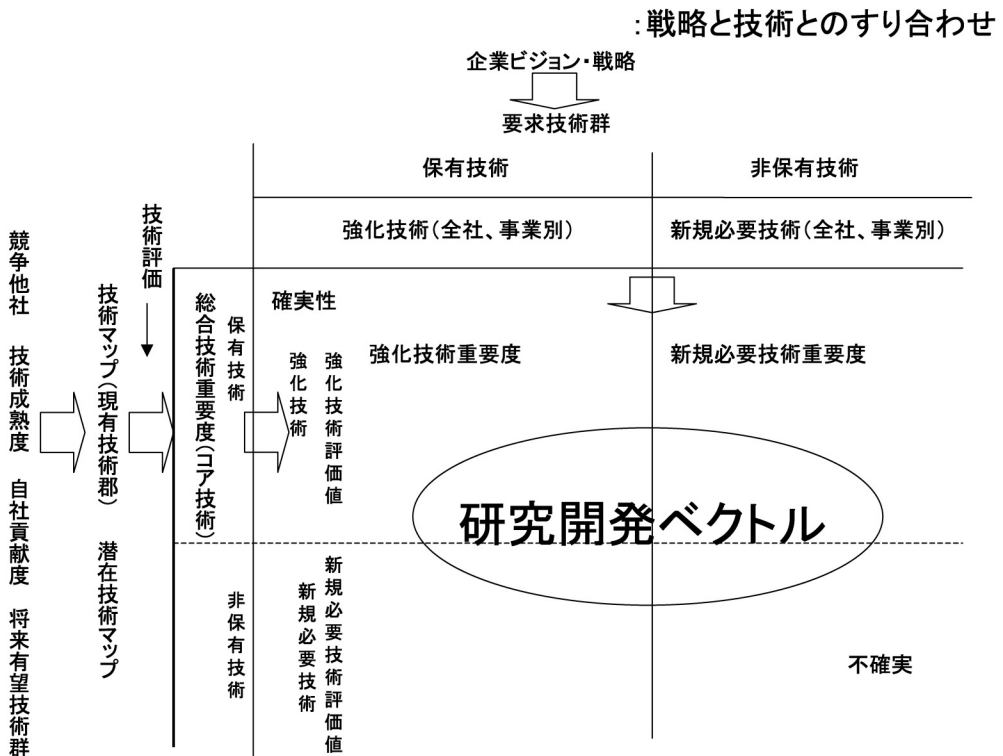 :戦略と技術とのすり合わせ
企業ビジョン・戦略
要求技術群
保有技術
非保有技術
強化技術(全社、事業別)
新規必要技術(全社、事業別)
競争他社 技術成熟度 自社貢献度 将来有望技術群
技術マップ(現有技術郡) 潜在技術マップ
技術評価
総合技術重要度(コア技術)
保有技術
非保有技術
確実性
強化技術
強化技術評価値
新規必要技術
新規必要技術評価値
強化技術重要度
新規必要技術重要度
研究開発ベクトル
不確実